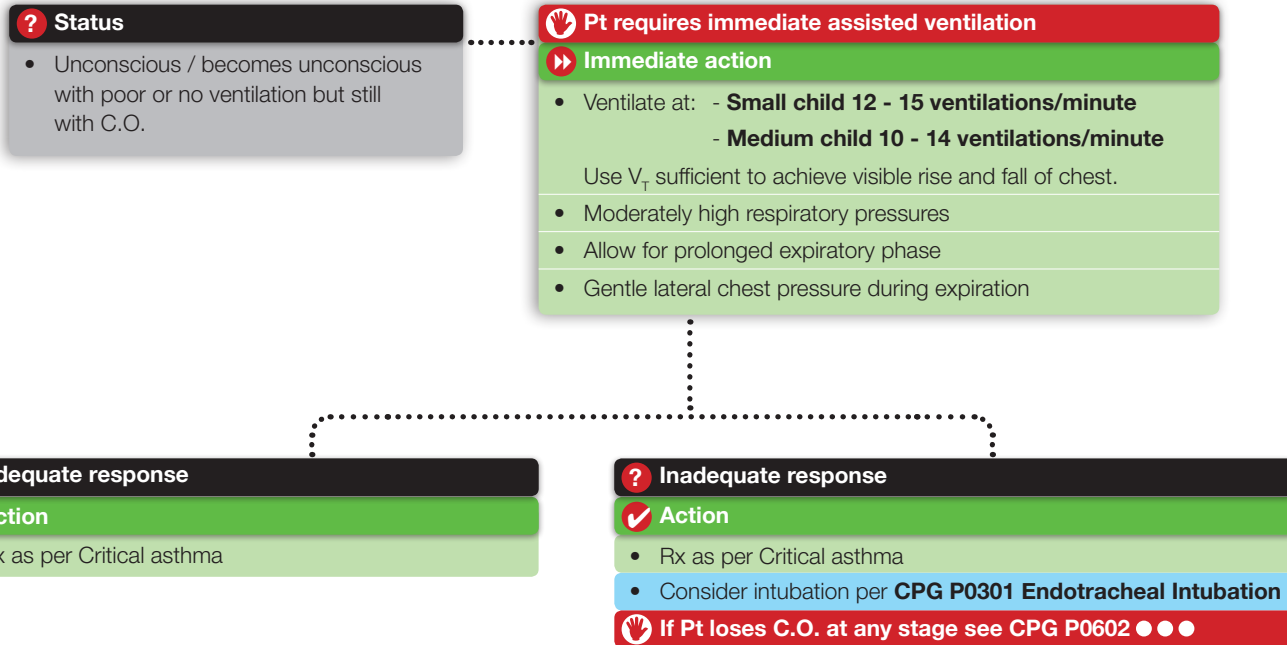 ? Status
• Unconscious / becomes unconscious
with poor or no ventilation but still
with C.O.
Pt requires immediate assisted ventilation
Immediate action
• Ventilate at: - Small child 12 - 15 ventilations/minute
- Medium child 10 - 14 ventilations/minute
Use VT sufficient to achieve visible rise and fall of chest.
• Moderately high respiratory pressures
• Allow for prolonged expiratory phase
• Gentle lateral chest pressure during expiration
dequate response
ction
x as per Critical asthma
? Inadequate response
Action
• Rx as per Critical asthma
• Consider intubation per CPG P0301 Endotracheal Intubation
If Pt loses C.O. at any stage see CPG P0602 ● ● ●